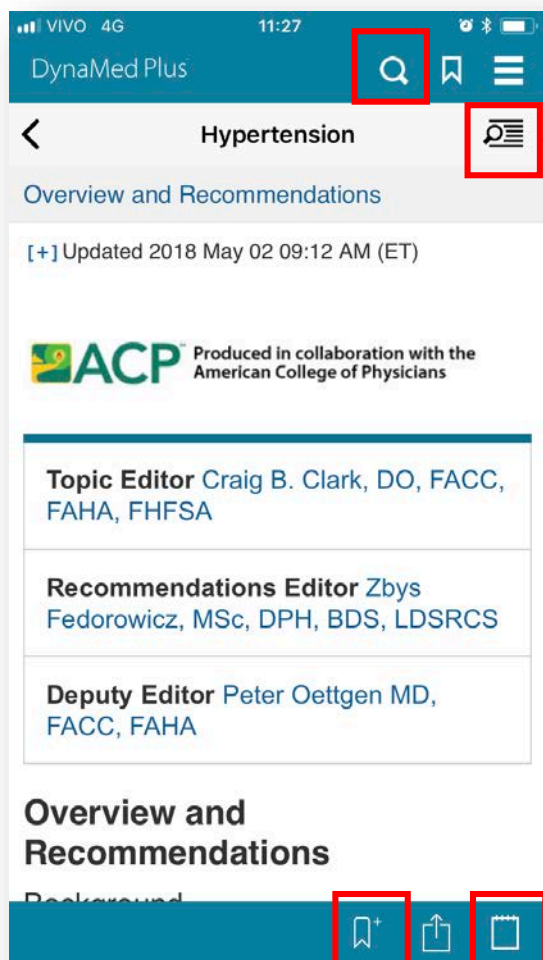 VIVO 4G 11:27
DynaMed Plus
Hypertension
Overview and Recommendations
[+] Updated 2018 May 02 09:12 AM (ET)
ACP™ Produced in collaboration with the
American College of Physicians
Topic Editor Craig B. Clark, DO, FACC,
FAHA, FHFSA
Recommendations Editor Zbys
Fedorowicz, MSc, DPH, BDS, LDSRCS
Deputy Editor Peter Oettgen MD,
FACC, FAHA
Overview and
Recommendations
Background